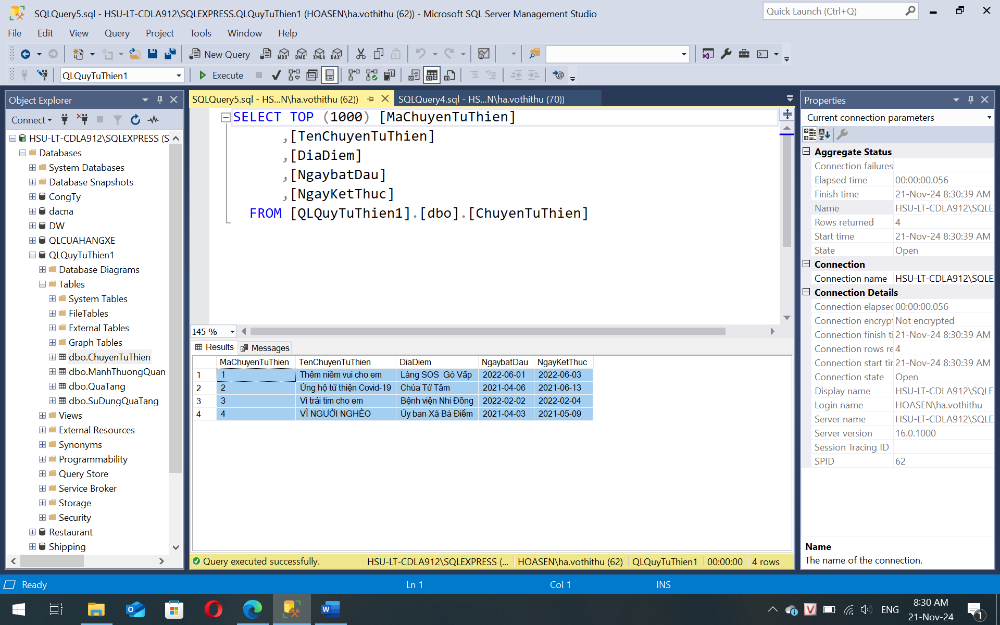 SQLQuery5.sql - HSU-LT-CDLA912\SQLEXPRESS.QLQuyTuThien1 (HOASEN\ha.vothithu (62)) - Microsoft SQL Server Management Studio
Quick Launch (Ctrl+Q)
File Edit View Query Project Tools Window Help
New Query MDX DMX XMLA DAX
QLQuyTuThien1 Execute
Object Explorer
Connect
HSU-LT-CDLA912\SQLEXPRESS (S
Databases
System Databases
Database Snapshots
CongTy
dacna
DW
QLCUAHANGXE
QLQuyTuThien1
Database Diagrams
Tables
System Tables
FileTables
External Tables
Graph Tables
dbo.ChuyenTuThien
dbo.ManhThuongQuan
dbo.QuaTang
dbo.SuDungQuaTang
Views
External Resources
Synonyms
Programmability
Query Store
Service Broker
Storage
Security
Restaurant
Shipping
SQLQuery5.sql - HS...N\ha.vothithu (62)) SQLQuery4.sql - HS...N\ha.vothithu (70))
SELECT TOP (1000) [MaChuyenTuThien]
,[TenChuyenTuThien]
,[DiaDiem]
,[NgaybatDau]
,[NgayKetThuc]
FROM [QLQuyTuThien1].[dbo].[ChuyenTuThien]
145 %
Results Messages
MaChuyenTuThien TenChuyenTuThien DiaDiem NgaybatDau NgayKetThuc
1 1 Thêm niềm vui cho em Làng SOS Gò Vấp 2022-06-01 2022-06-03
2 2 Ủng hộ từ thiện Covid-19 Chùa Từ Tâm 2021-04-06 2021-06-13
3 3 Vì trái tim cho em Bệnh viện Nhi Đồng 2022-02-02 2022-02-04
4 4 VÌ NGƯỜI NGHÈO Ủy ban Xã Bà Điểm 2021-04-03 2021-05-09
Query executed successfully. HSU-LT-CDLA912\SQLEXPRESS (... HOASEN\ha.vothithu (62) QLQuyTuThien1 00:00:00 4 rows
Properties
Current connection parameters
Aggregate Status
Connection failures
Elapsed time 00:00:00.056
Finish time 21-Nov-24 8:30:39 AM
Name HSU-LT-CDLA912\SQLE
Rows returned 4
Start time 21-Nov-24 8:30:39 AM
State Open
Connection
Connection name HSU-LT-CDLA912\SQLE
Connection Details
Connection elapsed 00:00:00.056
Connection encryp Not encrypted
Connection finish ti 21-Nov-24 8:30:39 AM
Connection rows re 4
Connection start tir 21-Nov-24 8:30:39 AM
Connection state Open
Display name HSU-LT-CDLA912\SQLE
Login name HOASEN\ha.vothithu
Server name HSU-LT-CDLA912\SQLE
Server version 16.0.1000
Session Tracing ID
SPID 62
Name
The name of the connection.
Ready Ln 1 Col 1 INS
ENG 8:30 AM
21-Nov-24
1